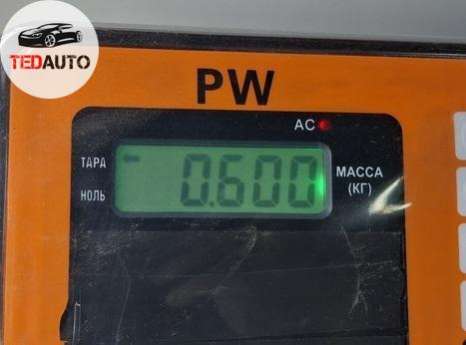 TEDAUTO
PW
AC
ТАРА
0.600
МАССА
НОЛЬ
(КГ)